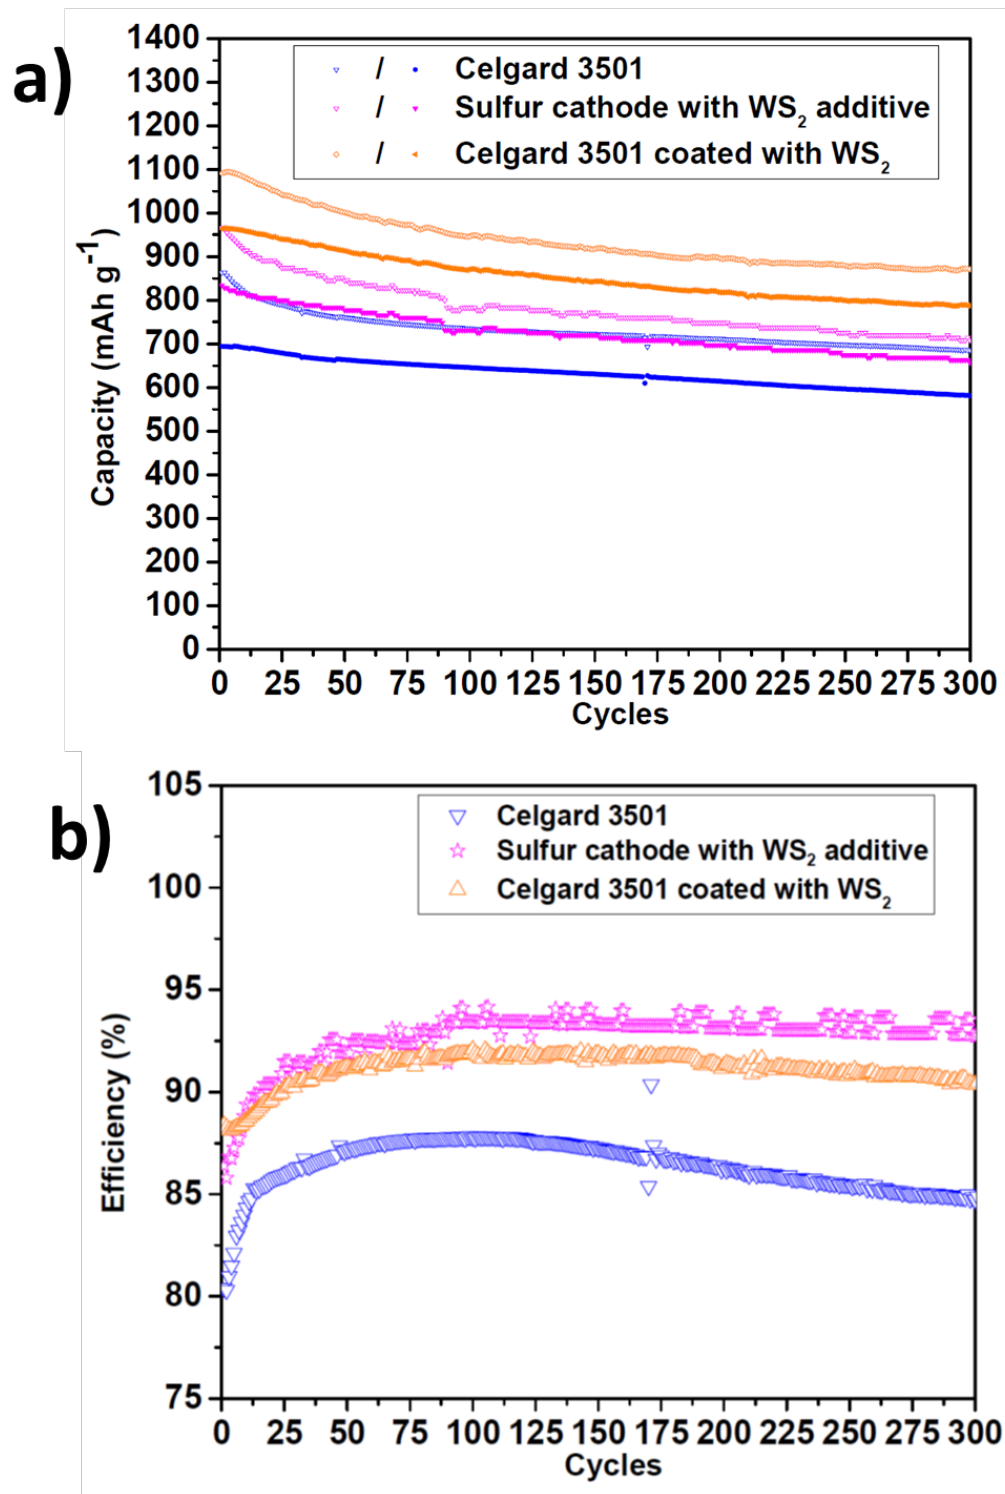 a)
1400
1300
1200
1100
1000
900
800
700
600
500
400
300
200
100
0
Capacity (mAh g⁻¹)
/ Celgard 3501
/ Sulfur cathode with WS₂ additive
/ Celgard 3501 coated with WS₂
0 25 50 75 100 125 150 175 200 225 250 275 300
Cycles
b)
105
100
95
90
85
80
75
Efficiency (%)
Celgard 3501
Sulfur cathode with WS₂ additive
Celgard 3501 coated with WS₂
0 25 50 75 100 125 150 175 200 225 250 275 300
Cycles